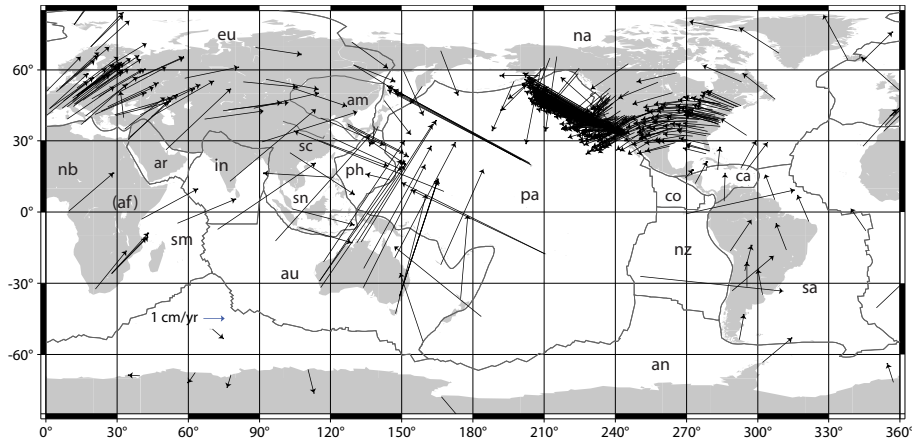 eu
na
60°
am
30°
sc
nb
ar
in
ph
ca
(af)
sn
pa
co
0°
sm
nz
au
sa
-30°
1 cm/yr
-60°
an
0° 30° 60° 90° 120° 150° 180° 210° 240° 270° 300° 330° 360°